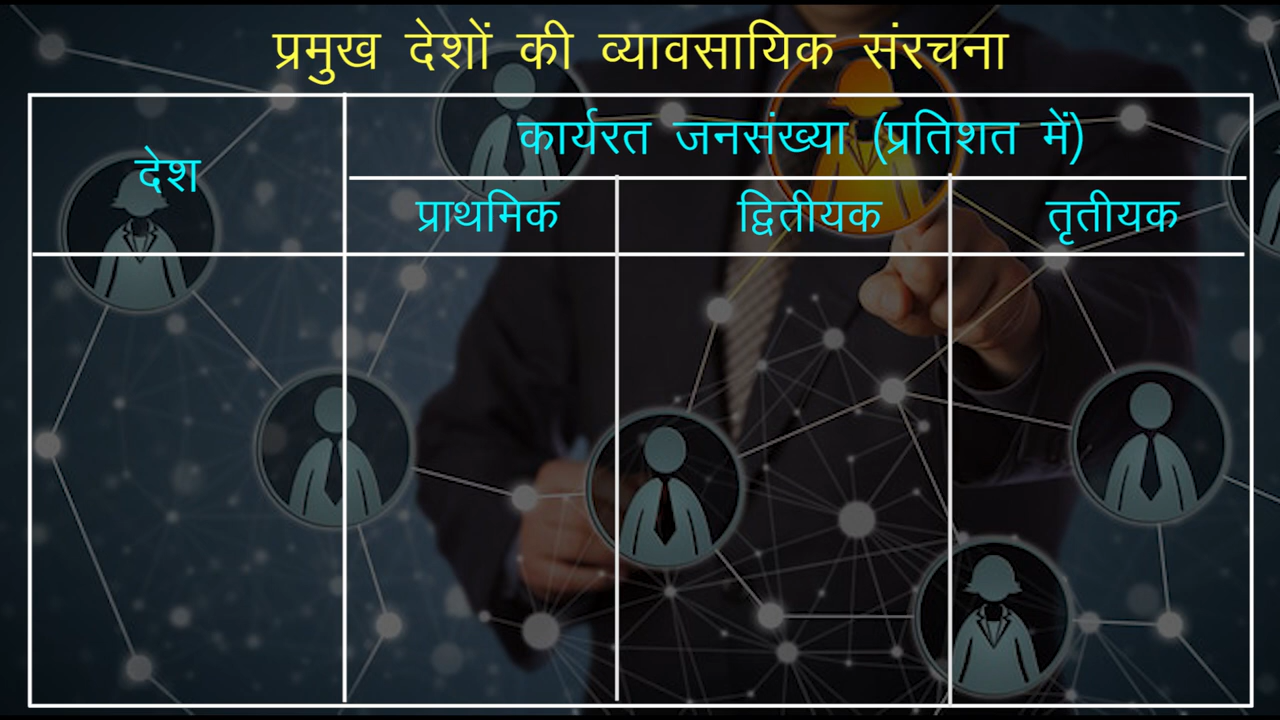 प्रमुख देशों की व्यावसायिक संरचना
देश
कार्यरत जनसंख्या (प्रतिशत में)
प्राथमिक द्वितीयक तृतीयक